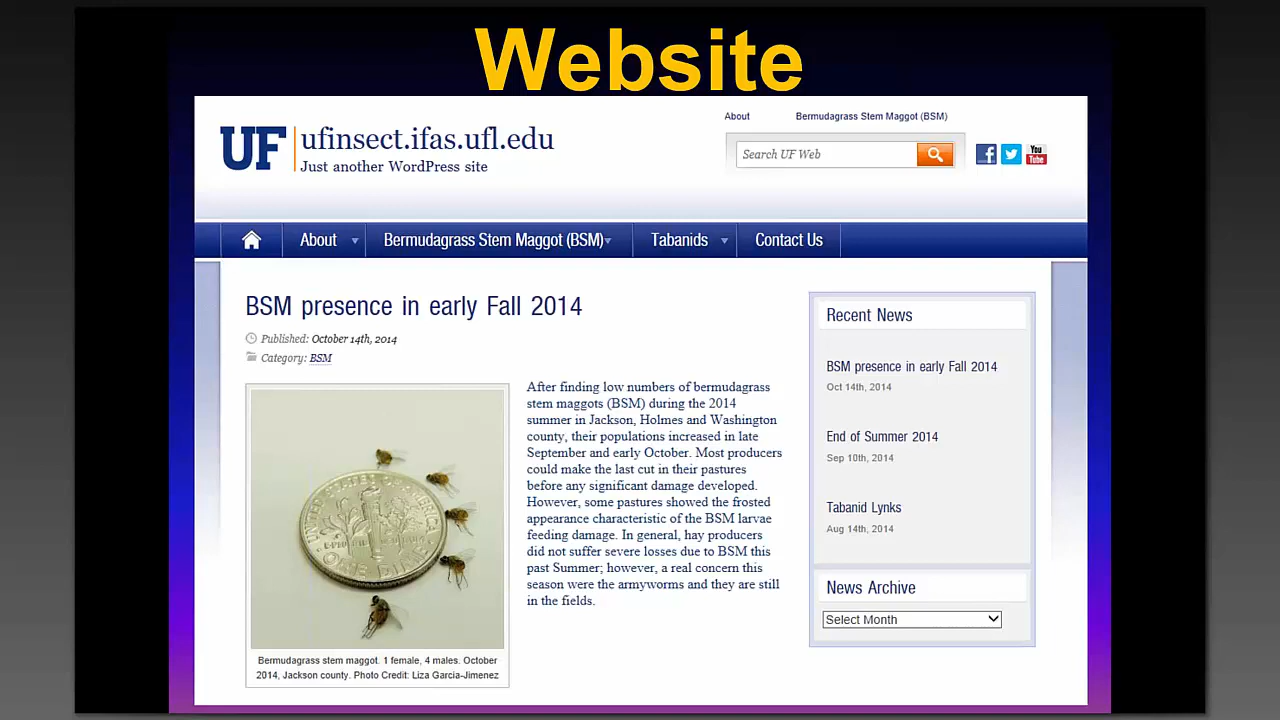 Website
About
Bermudagrass Stem Maggot (BSM)
UF
ufinsect.ifas.ufl.edu
Just another WordPress site
Search UF Web
You
Tube
About
Bermudagrass Stem Maggot (BSM)
Tabanids
Contact Us
BSM presence in early Fall 2014
Published: October 14th, 2014
Category: BSM
After finding low numbers of bermudagrass
stem maggots (BSM) during the 2014
summer in Jackson, Holmes and Washington
county, their populations increased in late
September and early October. Most producers
could make the last cut in their pastures
before any significant damage developed.
However, some pastures showed the frosted
appearance characteristic of the BSM larvae
feeding damage. In general, hay producers
did not suffer severe losses due to BSM this
past Summer; however, a real concern this
season were the armyworms and they are still
in the fields.
UNITED STATES OF AMERICA
ONE DIME
Bermudagrass stem maggot. 1 female, 4 males. October
2014, Jackson county. Photo Credit: Liza Garcia-Jimenez
Recent News
BSM presence in early Fall 2014
Oct 14th, 2014
End of Summer 2014
Sep 10th, 2014
Tabanid Lynks
Aug 14th, 2014
News Archive
Select Month